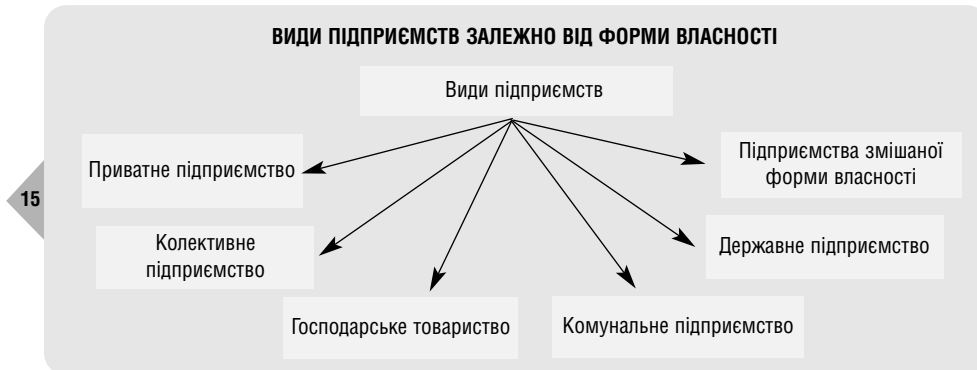 ВИДИ ПІДПРИЄМСТВ ЗАЛЕЖНО ВІД ФОРМИ ВЛАСНОСТІ
Види підприємств
Приватне підприємство
Підприємства змішаної
форми власності
15
Колективне
підприємство
Державне підприємство
Господарське товариство
Комунальне підприємство